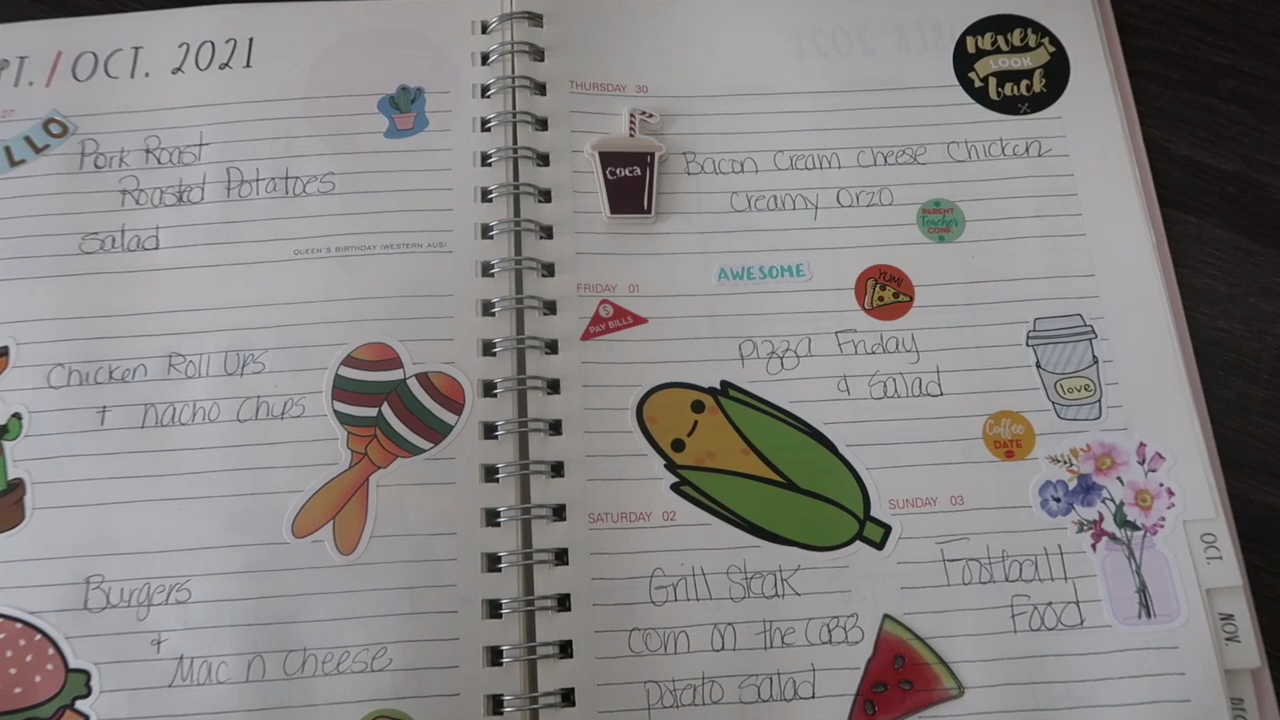 PT. / OCT. 2021
27
LLO
Pork Roast
Roasted Potatoes
Salad
QUEEN'S BIRTHDAY (WESTERN AUS)
Chicken Roll Ups
+ nacho chips
Burgers
&
Mac n cheese
never
LOOK
back
THURSDAY 30
Coca
Bacon Cream cheese Chicken
Creamy Orzo
PARENT
Teacher
CONF.
AWESOME
YUM!
FRIDAY 01
$
PAY BILLS
Pizza Friday
& Salad
love
Coffee
DATE
SATURDAY 02
Grill Steak
corn on the COBB
potato salad
SUNDAY 03
Football
Food
OCT.
NOV.